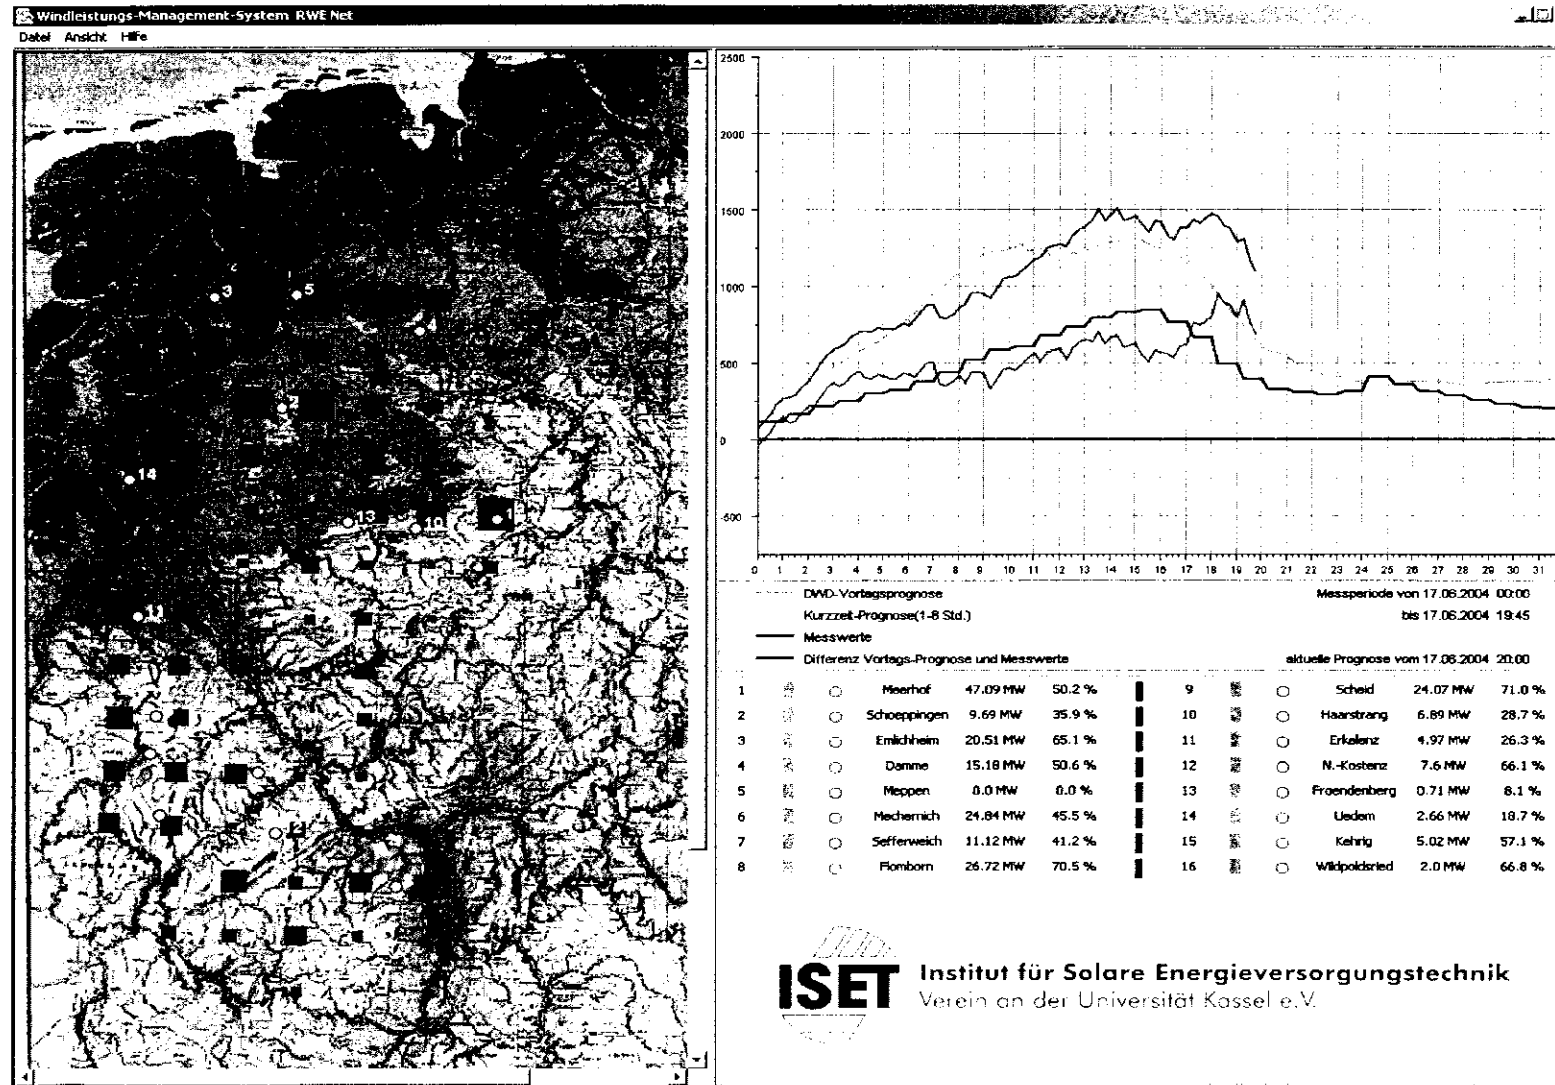 Windleistungs-Management-System RWE Net
Datei Ansicht Hilfe
2500
2000
1500
1000
500
0
-500
0 1 2 3 4 5 6 7 8 9 10 11 12 13 14 15 16 17 18 19 20 21 22 23 24 25 26 27 28 29 30 31
3
5
4
14
13
10
1
11
DWD-Vortagsprognose Messperiode von 17.06.2004 00:00
Kurzzeit-Prognose(1-8 Std.) bis 17.06.2004 19:45
Messwerte
Differenz Vortags-Prognose und Messwerte aktuelle Prognose vom 17.06.2004 20:00
1 Meerhof 47.09 MW 50.2 % 9 Scheid 24.07 MW 71.0 %
2 Schoeppingen 9.69 MW 35.9 % 10 Haarstrang 6.89 MW 28.7 %
3 Emlichheim 20.51 MW 65.1 % 11 Erkelenz 4.97 MW 26.3 %
4 Damme 15.18 MW 50.6 % 12 N.-Kostenz 7.6 MW 66.1 %
5 Meppen 0.0 MW 0.0 % 13 Froendenberg 0.71 MW 8.1 %
6 Mechernich 24.84 MW 45.5 % 14 Uedem 2.66 MW 18.7 %
7 Sefferweich 11.12 MW 41.2 % 15 Kehrig 5.02 MW 57.1 %
8 Flomborn 26.72 MW 70.5 % 16 Wildpoldsried 2.0 MW 66.8 %
ISET Institut für Solare Energieversorgungstechnik
Verein an der Universität Kassel e.V.